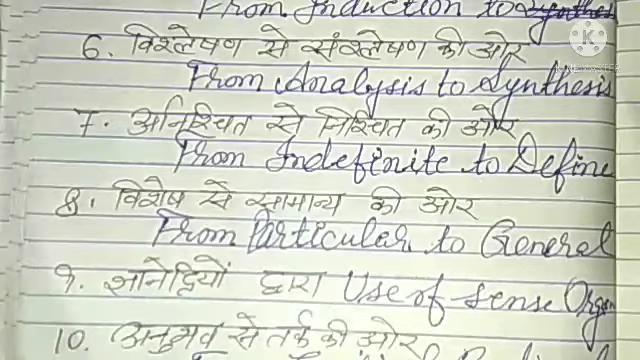 From Induction to
6. विश्लेषण से संश्लेषण की ओर
From Analysis to Synthesis
7. अनिश्चित से निश्चित की ओर
From Indefinite to Define
8. विशेष से सामान्य की ओर
From Particular to General
9. ज्ञानेद्रियों द्वारा Use of sense Organ
10. अनुभव से तर्क की ओर